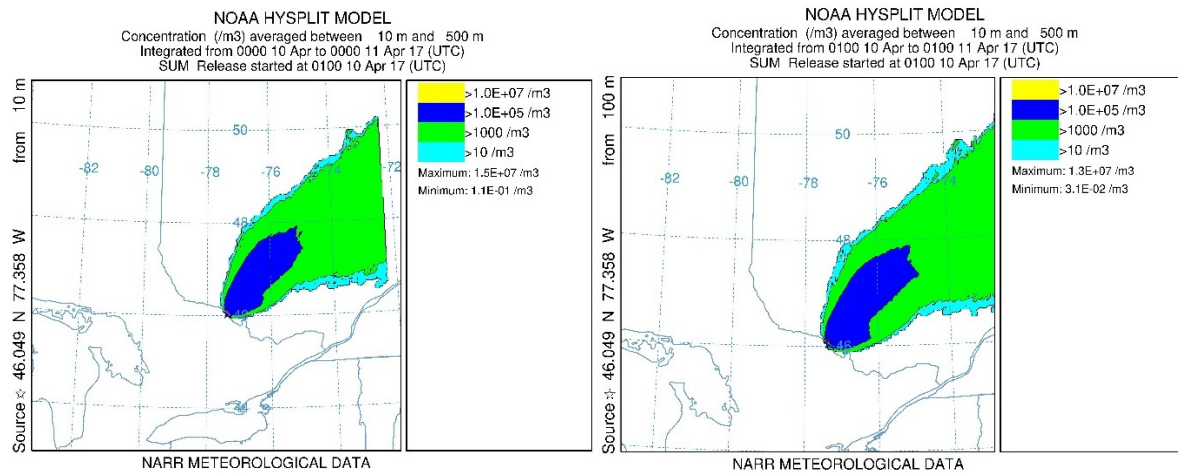 NOAA HYSPLIT MODEL
Concentration (/m3) averaged between 10 m and 500 m
Integrated from 0000 10 Apr to 0000 11 Apr 17 (UTC)
SUM Release started at 0100 10 Apr 17 (UTC)
Source ☆ 46.049 N 77.358 W from 10 m
>1.0E+07 /m3
>1.0E+05 /m3
>1000 /m3
>10 /m3
Maximum: 1.5E+07 /m3
Minimum: 1.1E-01 /m3
50
-82
-80
-78
-76
-74
-72
48
46
44
NARR METEOROLOGICAL DATA
NOAA HYSPLIT MODEL
Concentration (/m3) averaged between 10 m and 500 m
Integrated from 0100 10 Apr to 0100 11 Apr 17 (UTC)
SUM Release started at 0100 10 Apr 17 (UTC)
Source ☆ 46.049 N 77.358 W from 100 m
>1.0E+07 /m3
>1.0E+05 /m3
>1000 /m3
>10 /m3
Maximum: 1.3E+07 /m3
Minimum: 3.1E-02 /m3
50
-82
-80
-78
-76
-74
48
46
NARR METEOROLOGICAL DATA